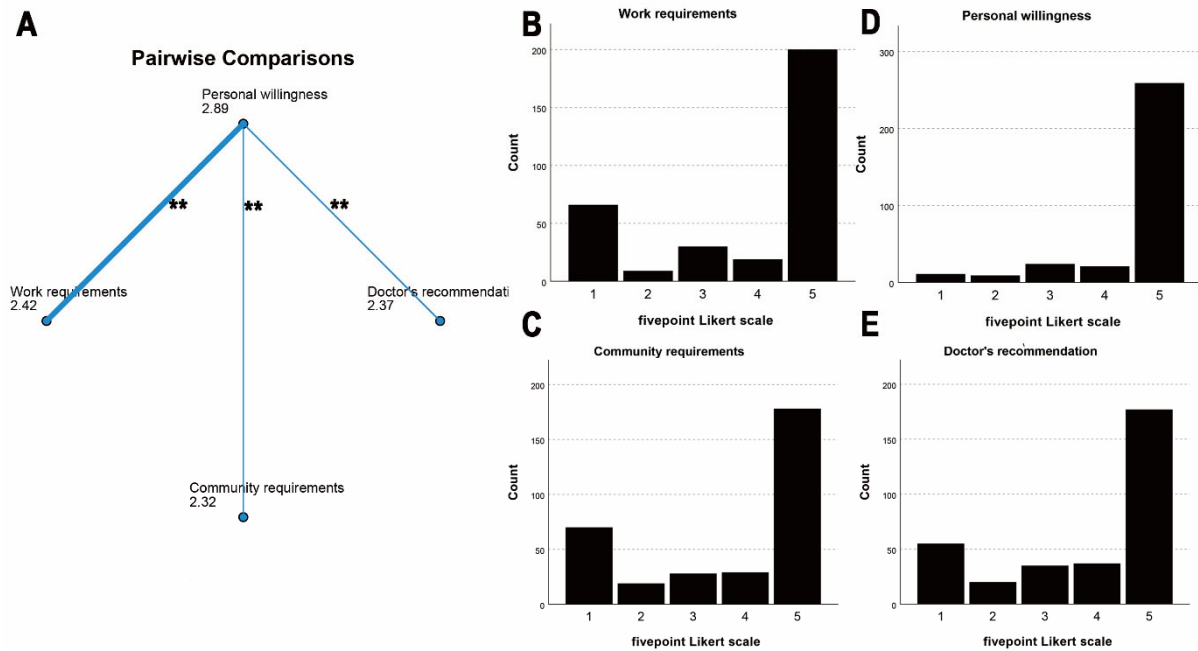 A
Pairwise Comparisons
Personal willingness
2.89
**
**
**
Work requirements
2.42
Doctor's recommendati
2.37
Community requirements
2.32
B
Work requirements
Count
200
150
100
50
0
1 2 3 4 5
fivepoint Likert scale
D
Personal willingness
Count
300
200
100
0
1 2 3 4 5
fivepoint Likert scale
C
Community requirements
Count
200
150
100
50
0
1 2 3 4 5
fivepoint Likert scale
E
Doctor's recommendation
Count
200
150
100
50
0
1 2 3 4 5
fivepoint Likert scale